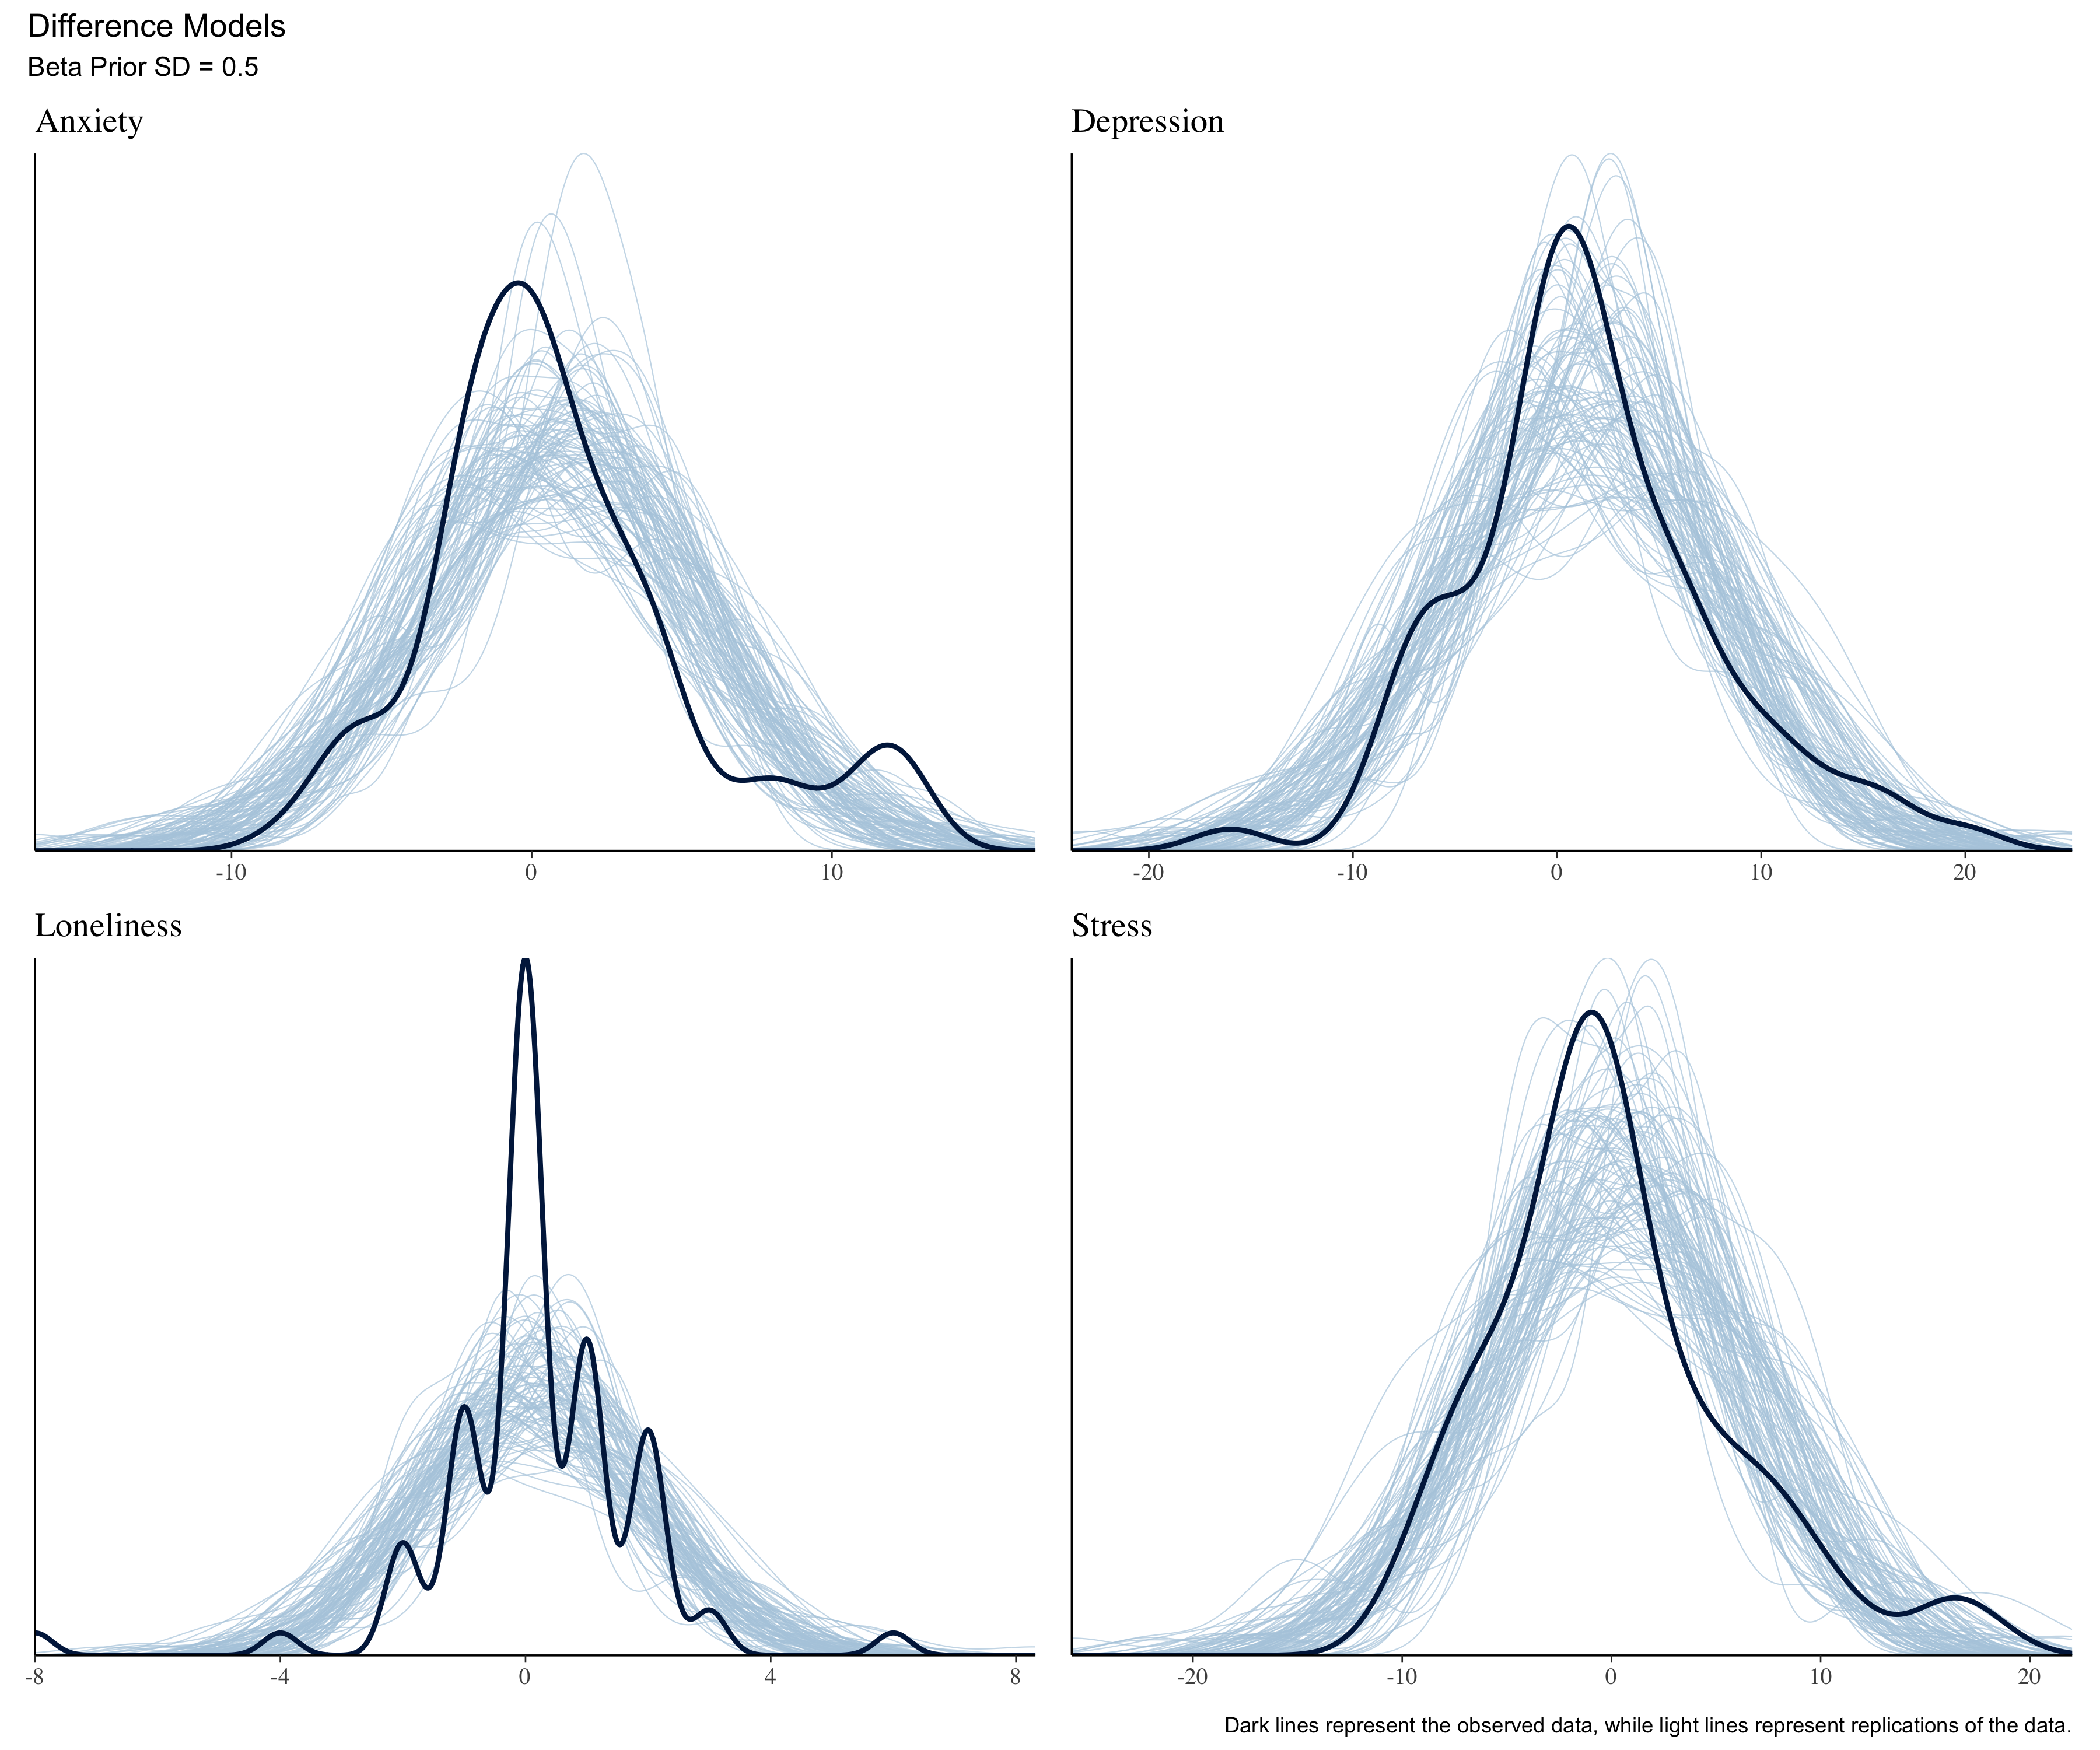 Difference Models
Beta Prior SD = 0.5
Anxiety
-10 0 10
Depression
-20 -10 0 10 20
Loneliness
-8 -4 0 4 8
Stress
-20 -10 0 10 20
Dark lines represent the observed data, while light lines represent replications of the data.